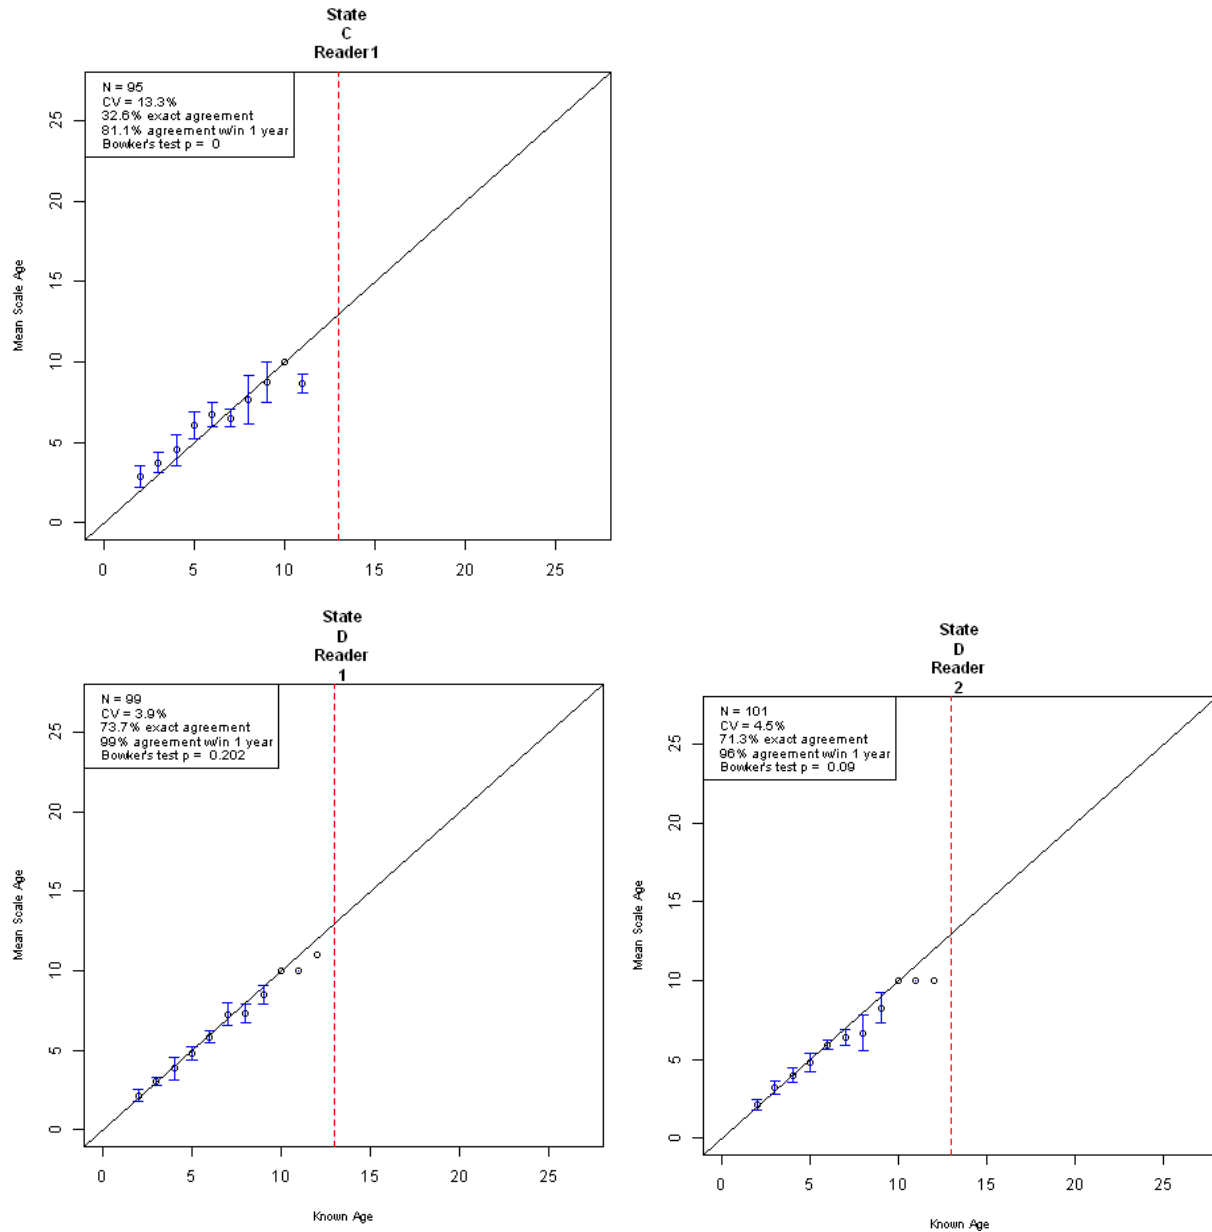 State
C
Reader1
N = 95
CV = 13.3%
32.6% exact agreement
81.1% agreement w/in 1 year
Bowker's test p = 0
25
20
15
10
5
0
Mean Scale Age
0 5 10 15 20 25
State
D
Reader
1
N = 99
CV = 3.9%
73.7% exact agreement
99% agreement w/in 1 year
Bowker's test p = 0.202
25
20
15
10
5
0
Mean Scale Age
0 5 10 15 20 25
Known Age
State
D
Reader
2
N = 101
CV = 4.5%
71.3% exact agreement
96% agreement w/in 1 year
Bowker's test p = 0.09
25
20
15
10
5
0
Mean Scale Age
0 5 10 15 20 25
Known Age